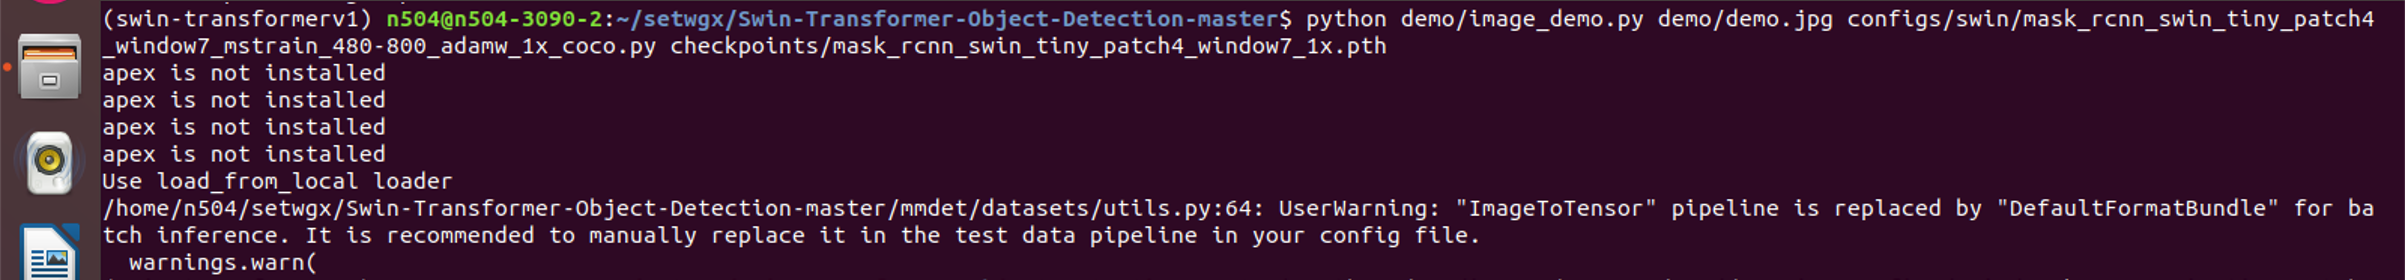 (swin-transformerv1) n504@n504-3090-2:~/setwgx/Swin-Transformer-Object-Detection-master$ python demo/image_demo.py demo/demo.jpg configs/swin/mask_rcnn_swin_tiny_patch4
_window7_mstrain_480-800_adamw_1x_coco.py checkpoints/mask_rcnn_swin_tiny_patch4_window7_1x.pth
apex is not installed
apex is not installed
apex is not installed
apex is not installed
Use load_from_local loader
/home/n504/setwgx/Swin-Transformer-Object-Detection-master/mmdet/datasets/utils.py:64: UserWarning: "ImageToTensor" pipeline is replaced by "DefaultFormatBundle" for ba
tch inference. It is recommended to manually replace it in the test data pipeline in your config file.
  warnings.warn(